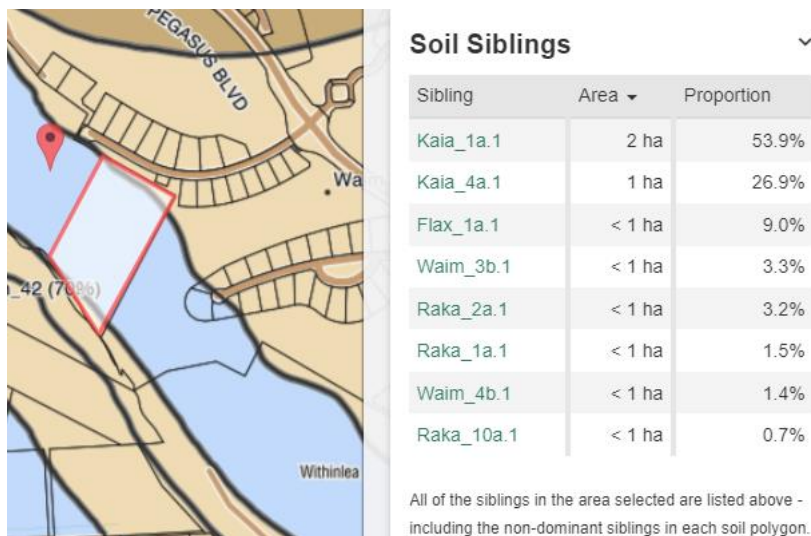 PEGASUS BLVD
Wa
_42 (70%)
Withinlea
Soil Siblings
Sibling Area Proportion
Kaia_1a.1 2 ha 53.9%
Kaia_4a.1 1 ha 26.9%
Flax_1a.1 < 1 ha 9.0%
Waim_3b.1 < 1 ha 3.3%
Raka_2a.1 < 1 ha 3.2%
Raka_1a.1 < 1 ha 1.5%
Waim_4b.1 < 1 ha 1.4%
Raka_10a.1 < 1 ha 0.7%
All of the siblings in the area selected are listed above -
including the non-dominant siblings in each soil polygon.